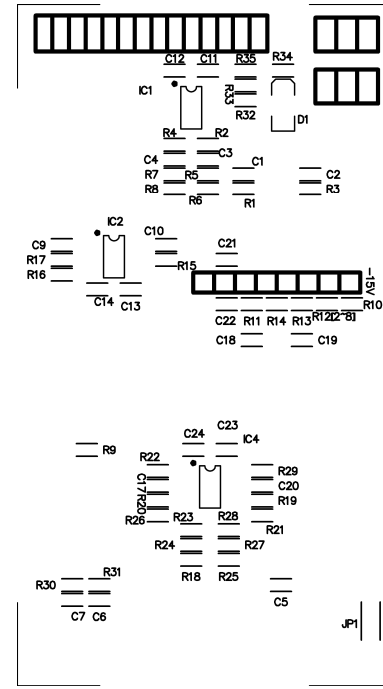 C12 C11 R35 R34
IC1
R33
R32
D1
R4 R2
C4 C3
R7 R5 C1 C2
R8 R3
R6 R1
IC2
C9 C10
R17 C21
R16 R15
-15V
C14 C13
C22 R11 R14 R13 R10
C18 C19
C23
C24 IC4
R9
R22 R29
C17 C20
R20 R19
R26 R23 R28 R21
R24 R27
R18 R25
R31
R30
C5
C7 C6
JP1